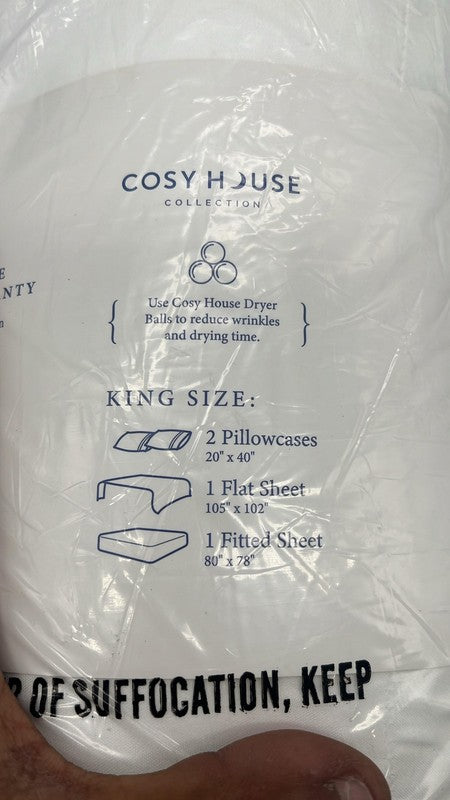 COSY HOUSE
COLLECTION
NTY
Use Cosy House Dryer
Balls to reduce wrinkles
and drying time.
KING SIZE:
2 Pillowcases
20" x 40"
1 Flat Sheet
105" x 102"
1 Fitted Sheet
80" x 78"
OF SUFFOCATION, KEEP